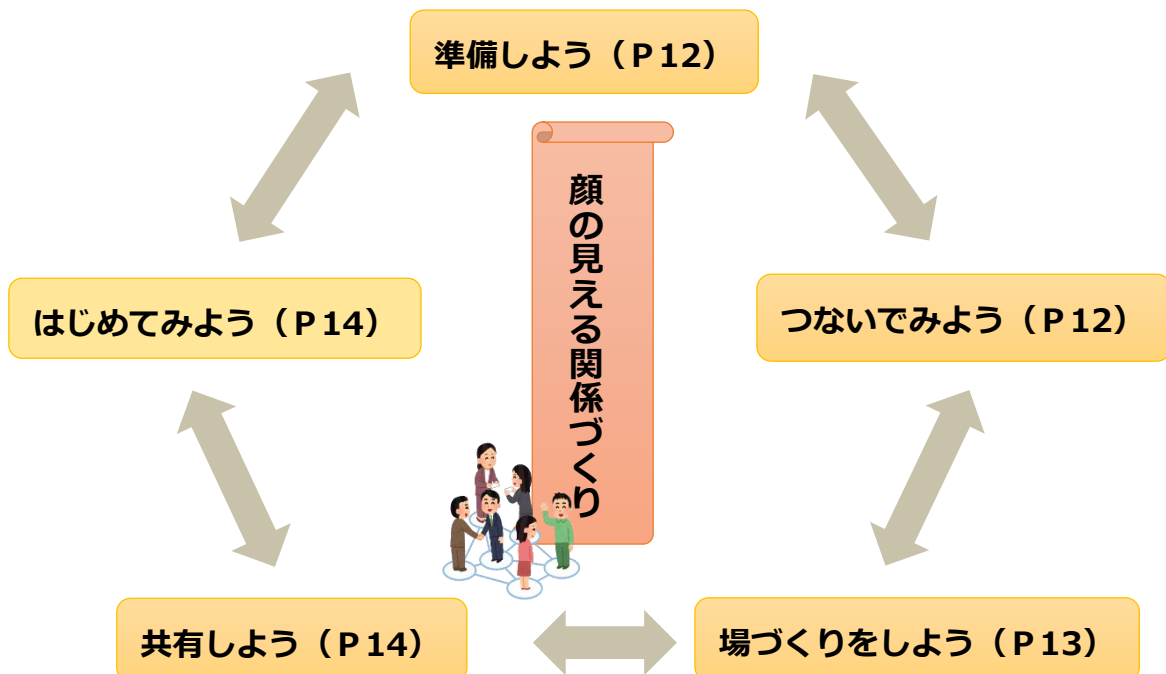 準備しよう（Ｐ12）
顔の見える関係づくり
はじめてみよう（Ｐ14）
つないでみよう（Ｐ12）
共有しよう（Ｐ14）
場づくりをしよう（Ｐ13）